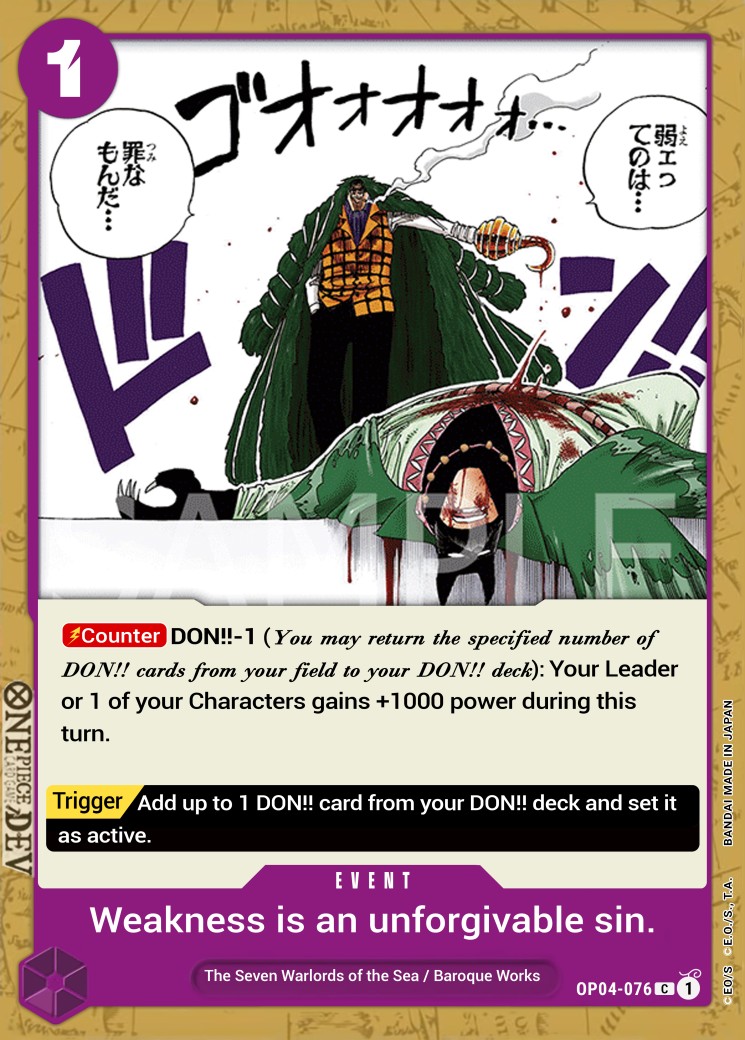 1
ゴオォオオォ…
弱ェっ
てのは…
罪な
もんだ…
ドン!!
SAMPLE
⚡Counter DON!!-1 (You may return the specified number of
DON!! cards from your field to your DON!! deck): Your Leader
or 1 of your Characters gains +1000 power during this
turn.
Trigger Add up to 1 DON!! card from your DON!! deck and set it
as active.
EVENT
Weakness is an unforgivable sin.
The Seven Warlords of the Sea / Baroque Works
OP04-076 C 1
ONE PIECE
CARD GAME
DEV
©EO/S ©E.O./S., T.A. BANDAI MADE IN JAPAN